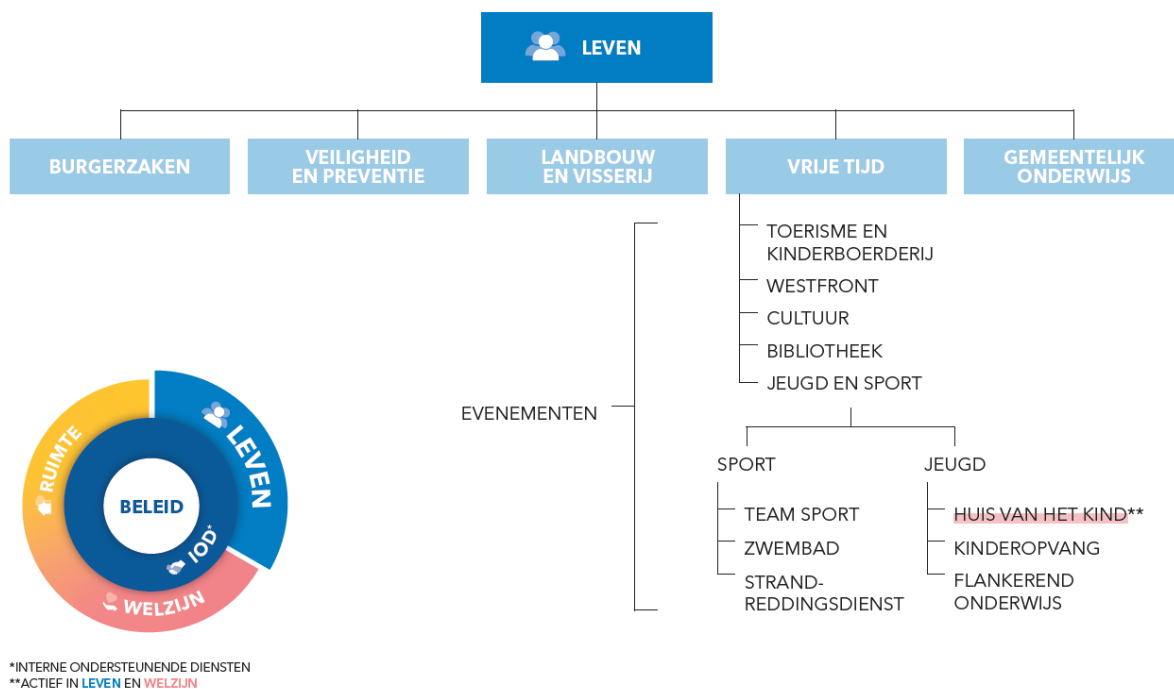 LEVEN
BURGERZAKEN
VEILIGHEID
EN PREVENTIE
LANDBOUW
EN VISSERIJ
VRIJE TIJD
GEMEENTELIJK
ONDERWIJS
TOERISME EN
KINDERBOERDERIJ
WESTFRONT
CULTUUR
BIBLIOTHEEK
JEUGD EN SPORT
EVENEMENTEN
SPORT
TEAM SPORT
ZWEMBAD
STRAND-
REDDINGSDIENST
JEUGD
HUIS VAN HET KIND**
KINDEROPVANG
FLANKEREND
ONDERWIJS
RUIMTE
LEVEN
BELEID
IOD*
WELZIJN
*INTERNE ONDERSTEUNENDE DIENSTEN
**ACTIEF IN LEVEN EN WELZIJN